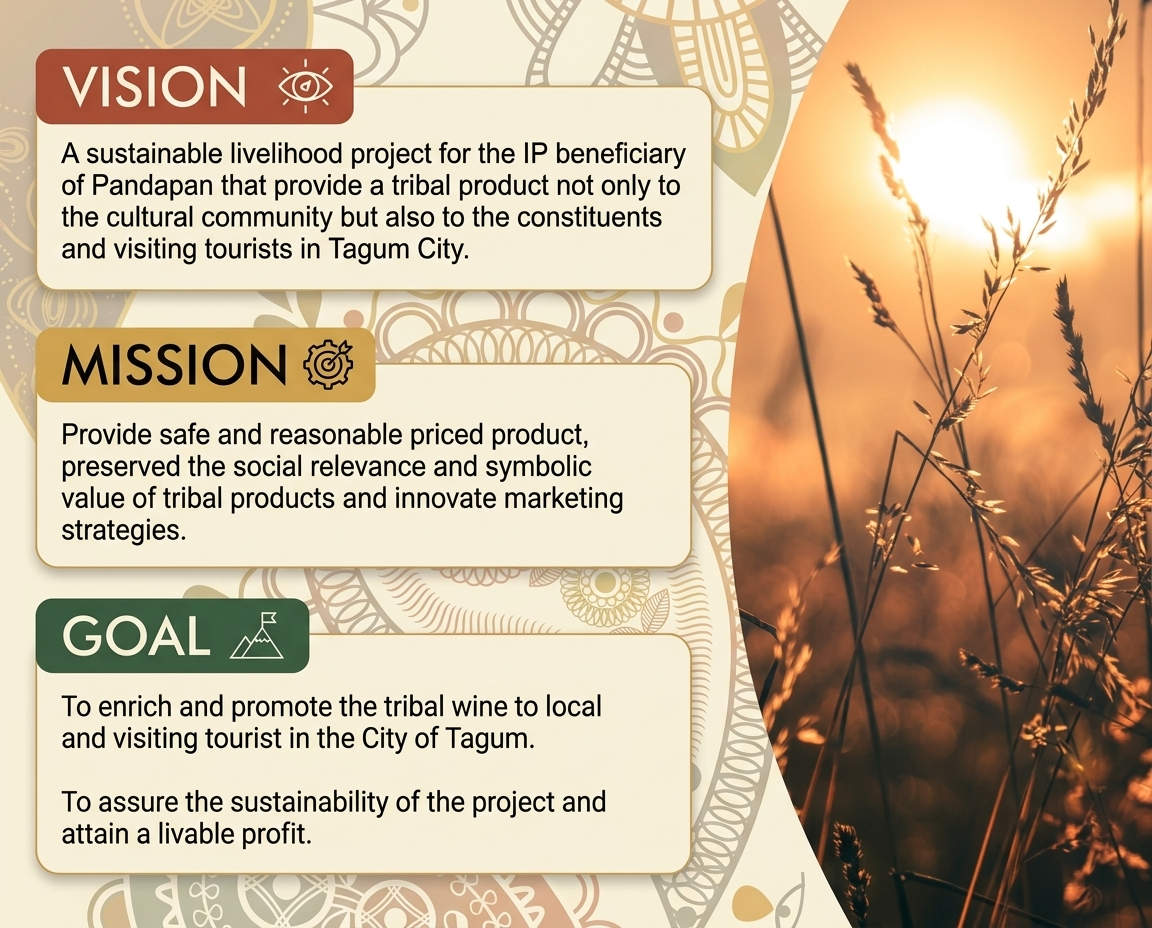 VISION
A sustainable livelihood project for the IP beneficiary
of Pandapan that provide a tribal product not only to
the cultural community but also to the constituents
and visiting tourists in Tagum City.
MISSION
Provide safe and reasonable priced product,
preserved the social relevance and symbolic
value of tribal products and innovate marketing
strategies.
GOAL
To enrich and promote the tribal wine to local
and visiting tourist in the City of Tagum.
To assure the sustainability of the project and
attain a livable profit.